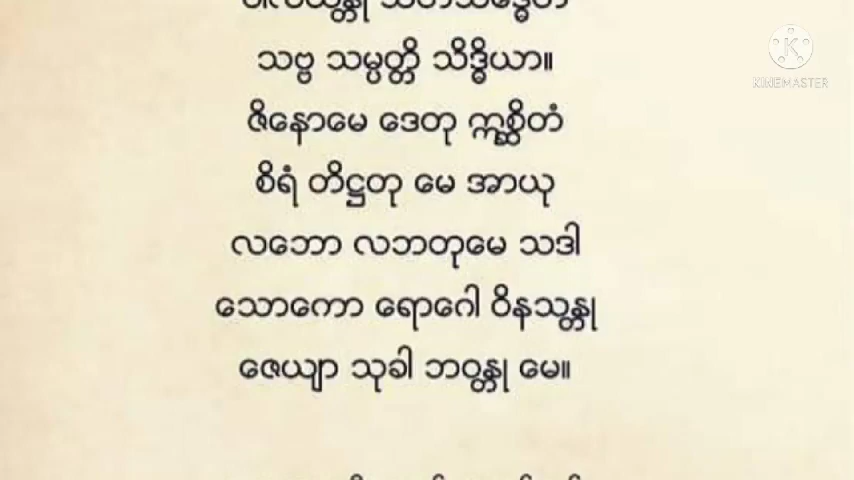 သဗ္ဗ သမ္ပတ္တိ သိဒ္ဓိယာ။
ဇိနောမေ ဒေတု ဣစ္ဆိတံ
စိရံ တိဋ္ဌတု မေ အာယု
လဘော လဘတုမေ သဒါ
သောကော ရောဂေါ ဝိနသန္တု
ဇေယျာ သုခါ ဘဝန္တု မေ။
KINEMASTER